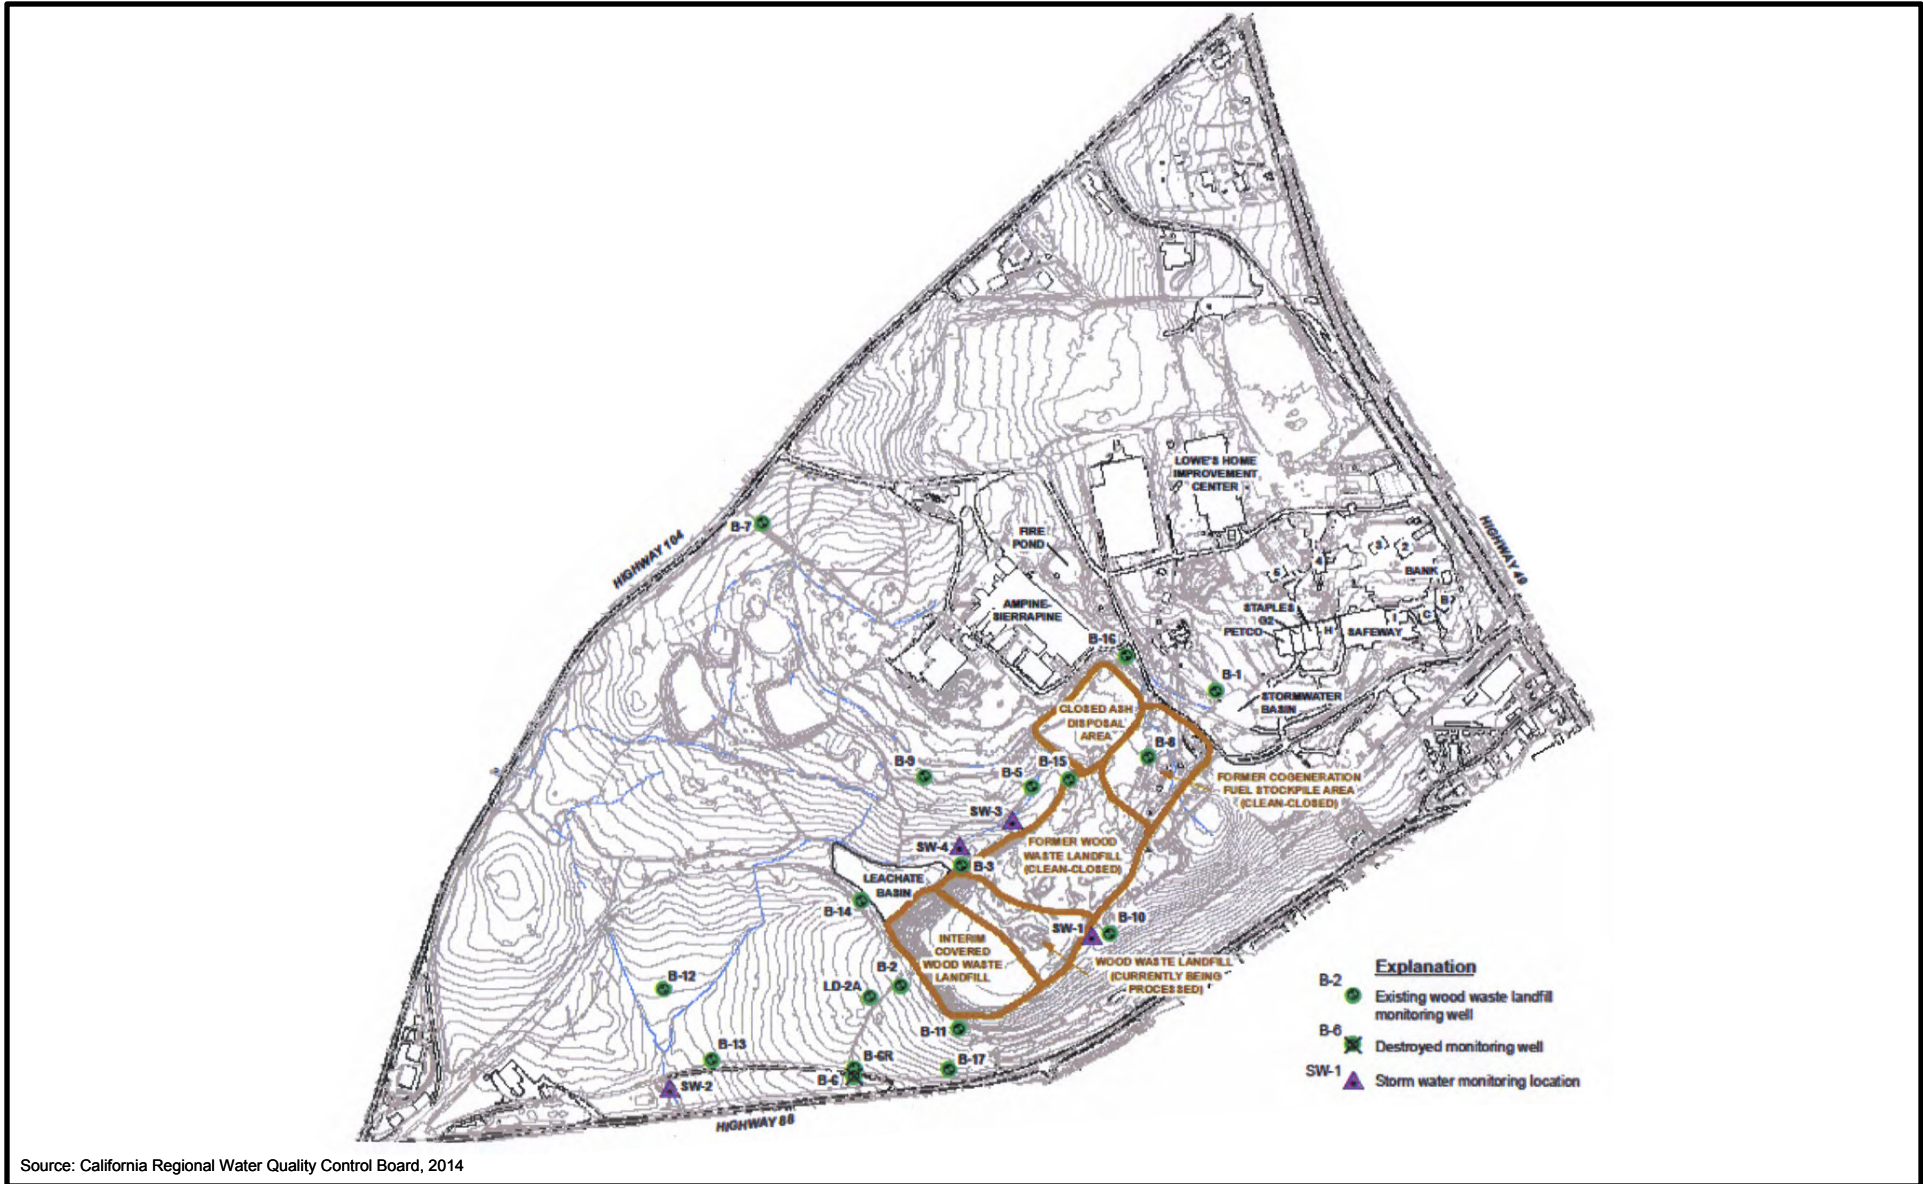 LOWE'S HOME
IMPROVEMENT
CENTER
HIGHWAY 49
B-7
HIGHWAY 104
FIRE
POND
3
2
4
5
BANK
B
C
AMPINE-
SIERRAPINE
STAPLES
G2
PETCO
H
SAFEWAY
I
B-16
B-1
STORMWATER
BASIN
CLOSED ASH
DISPOSAL
AREA
B-8
B-9
B-5
B-15
FORMER COGENERATION
FUEL STOCKPILE AREA
(CLEAN-CLOSED)
SW-3
SW-4
B-3
FORMER WOOD
WASTE LANDFILL
(CLEAN-CLOSED)
LEACHATE
BASIN
B-14
B-10
SW-1
INTERIM
COVERED
WOOD WASTE
LANDFILL
WOOD WASTE LANDFILL
(CURRENTLY BEING
PROCESSED)
B-12
B-2
LD-2A
B-11
B-13
B-6R
B-17
B-6
SW-2
HIGHWAY 88
Explanation
B-2
Existing wood waste landfill
monitoring well
B-6
Destroyed monitoring well
SW-1
Storm water monitoring location
Source: California Regional Water Quality Control Board, 2014